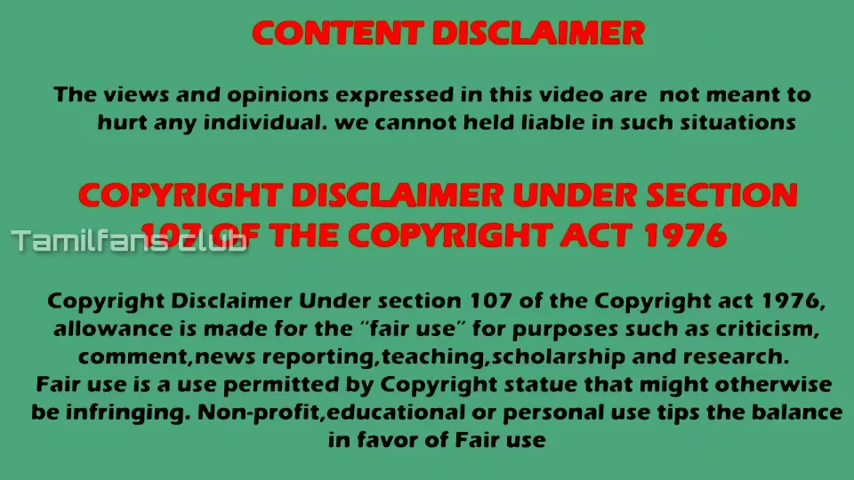 CONTENT DISCLAIMER
The views and opinions expressed in this video are not meant to
hurt any individual. we cannot held liable in such situations
COPYRIGHT DISCLAIMER UNDER SECTION
107 OF THE COPYRIGHT ACT 1976
Tamilfans club
Copyright Disclaimer Under section 107 of the Copyright act 1976,
allowance is made for the "fair use" for purposes such as criticism,
comment,news reporting,teaching,scholarship and research.
Fair use is a use permitted by Copyright statue that might otherwise
be infringing. Non-profit,educational or personal use tips the balance
in favor of Fair use